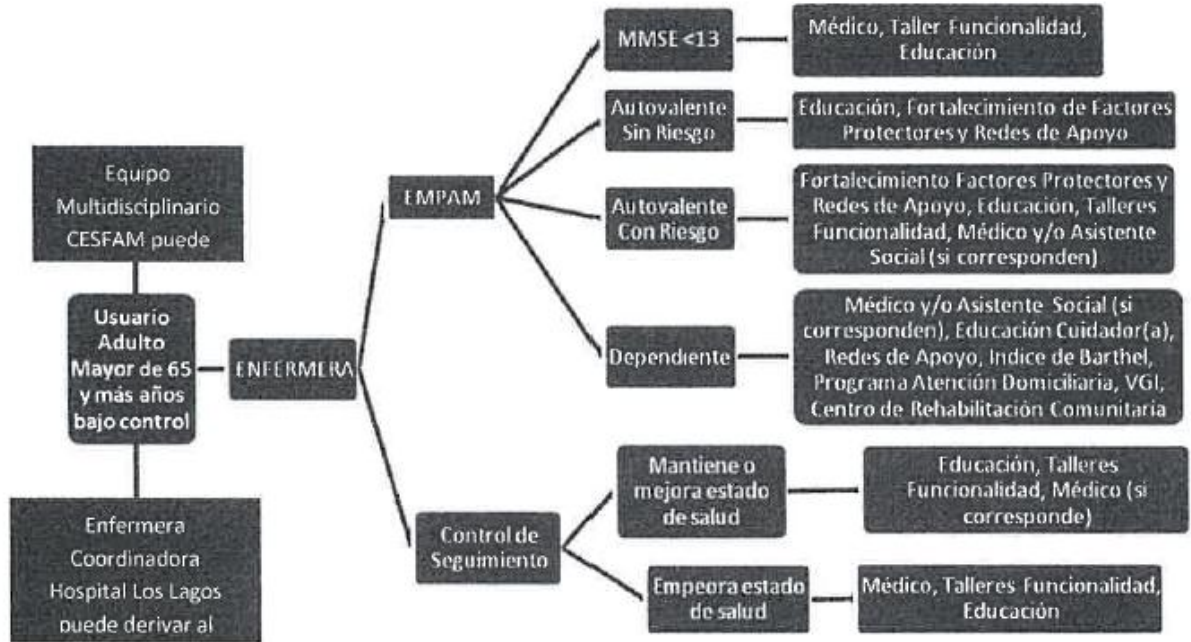 Equipo
Multidisciplinario
CESFAM puede
Usuario
Adulto
Mayor de 65
y más años
bajo control
Enfermera
Coordinadora
Hospital Los Lagos
puede derivar al
ENFERMERA
EMPAM
MMSE <13
Médico, Taller Funcionalidad,
Educación
Autovalente
Sin Riesgo
Educación, Fortalecimiento de Factores
Protectores y Redes de Apoyo
Autovalente
Con Riesgo
Fortalecimiento Factores Protectores y
Redes de Apoyo, Educación, Talleres
Funcionalidad, Médico y/o Asistente
Social (si corresponden)
Dependiente
Médico y/o Asistente Social (si
corresponden), Educación Cuidador(a),
Redes de Apoyo, Indice de Barthel,
Programa Atención Domiciliaria, VGI,
Centro de Rehabilitación Comunitaria
Control de
Seguimiento
Mantiene o
mejora estado
de salud
Educación, Talleres
Funcionalidad, Médico (si
corresponde)
Empeora estado
de salud
Médico, Talleres Funcionalidad,
Educación